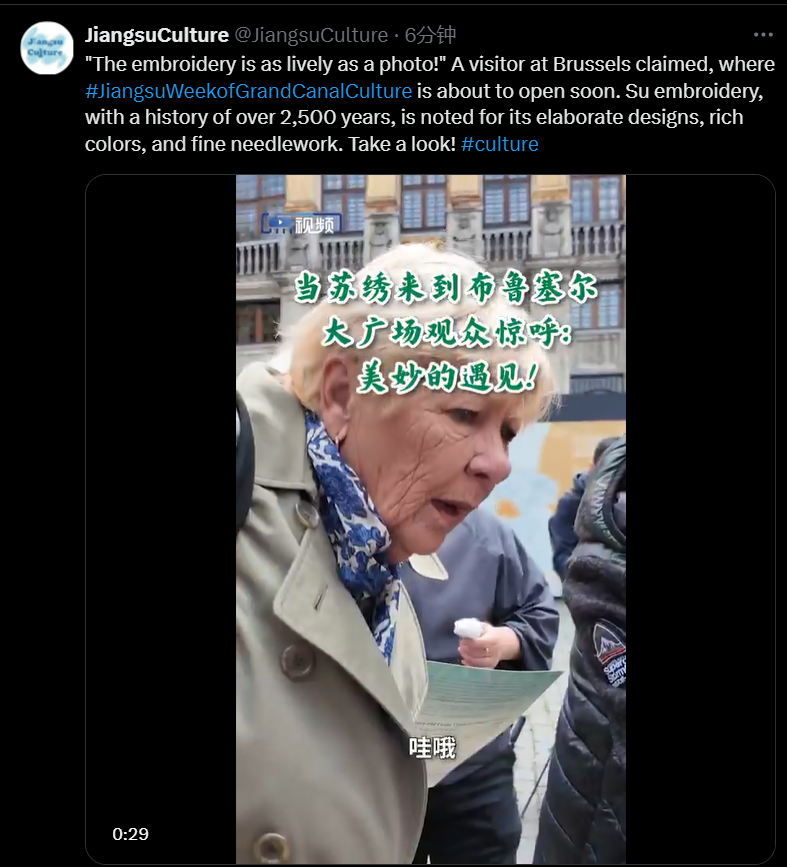 Jiangsu
Culture
JiangsuCulture @JiangsuCulture · 6分钟
"The embroidery is as lively as a photo!" A visitor at Brussels claimed, where
#JiangsuWeekofGrandCanalCulture is about to open soon. Su embroidery,
with a history of over 2,500 years, is noted for its elaborate designs, rich
colors, and fine needlework. Take a look! #culture
视频
当苏绣来到布鲁塞尔
大广场观众惊呼:
美妙的遇见!
哇哦
0:29